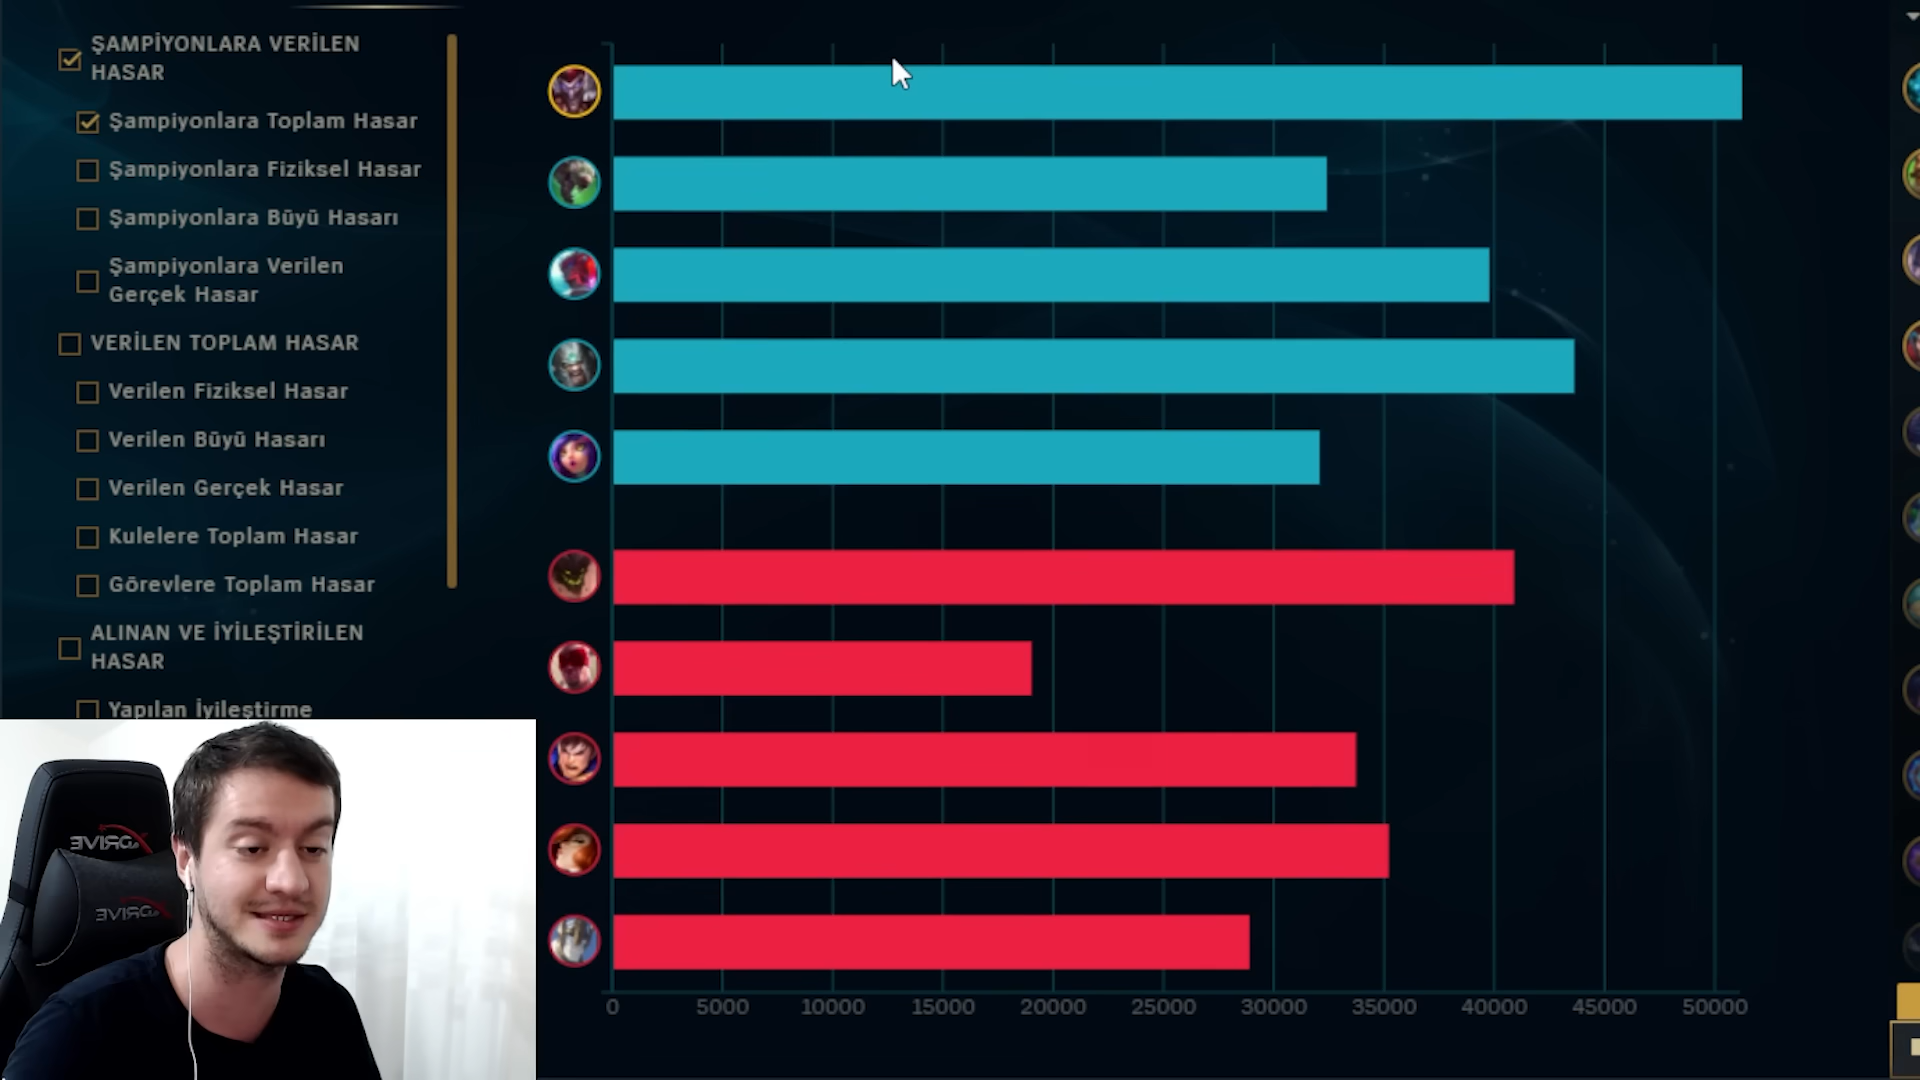 ŞAMPİYONLARA VERİLEN
HASAR
Şampiyonlara Toplam Hasar
Şampiyonlara Fiziksel Hasar
Şampiyonlara Büyü Hasarı
Şampiyonlara Verilen
Gerçek Hasar
VERİLEN TOPLAM HASAR
Verilen Fiziksel Hasar
Verilen Büyü Hasarı
Verilen Gerçek Hasar
Kulelere Toplam Hasar
Görevlere Toplam Hasar
ALINAN VE İYİLEŞTİRİLEN
HASAR
Yapılan İyileştirme
0 5000 10000 15000 20000 25000 30000 35000 40000 45000 50000